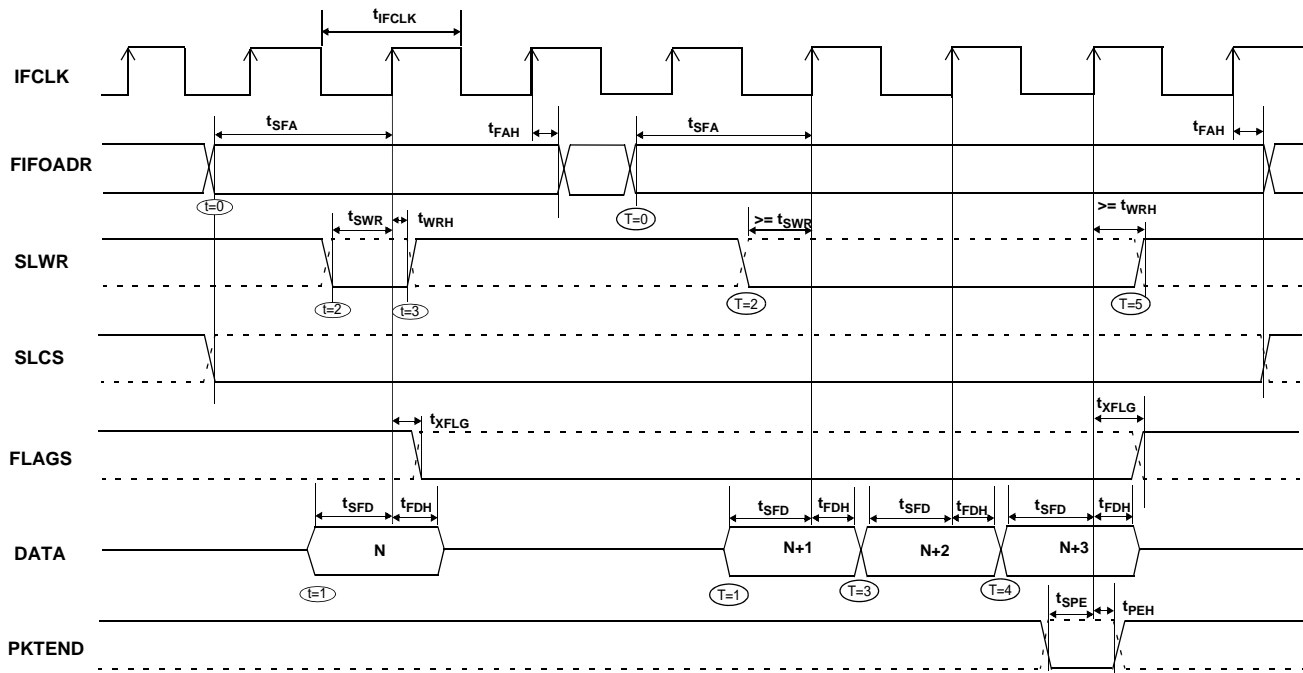 tIFCLK
IFCLK
tSFA
tFAH
tSFA
tFAH
FIFOADR
t=0
T=0
tSWR
tWRH
>= tSWR
>= tWRH
SLWR
t=2
t=3
T=2
T=5
SLCS
tXFLG
tXFLG
FLAGS
tSFD
tFDH
tSFD
tFDH
tSFD
tFDH
tSFD
tFDH
DATA
N
N+1
N+2
N+3
t=1
T=1
T=3
T=4
tSPE
tPEH
PKTEND